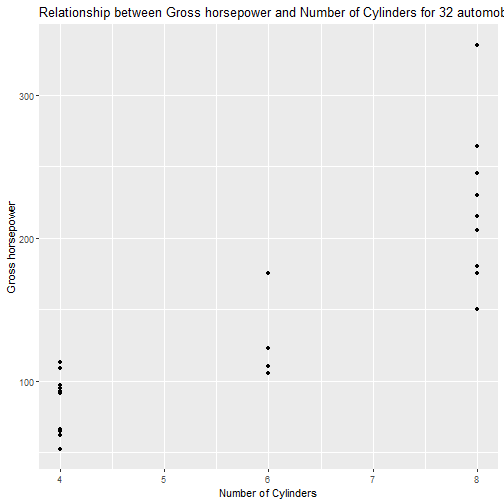 Relationship between Gross horsepower and Number of Cylinders for 32 automob
300
200
100
Gross horsepower
4 5 6 7 8
Number of Cylinders